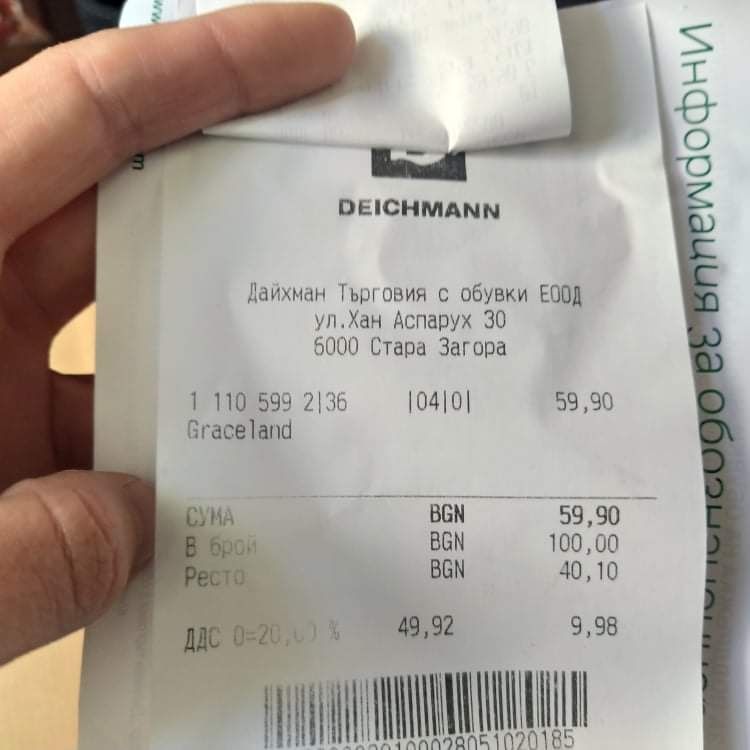 DEICHMANN
Дайхман Търговия с обувки ЕООД
ул.Хан Аспарух 30
6000 Стара Загора
1 110 599 2|36 |04|0| 59,90
Graceland
СУМА BGN 59,90
В брой BGN 100,00
Ресто BGN 40,10
ДДС 0=20,00 % 49,92 9,98
Информация за